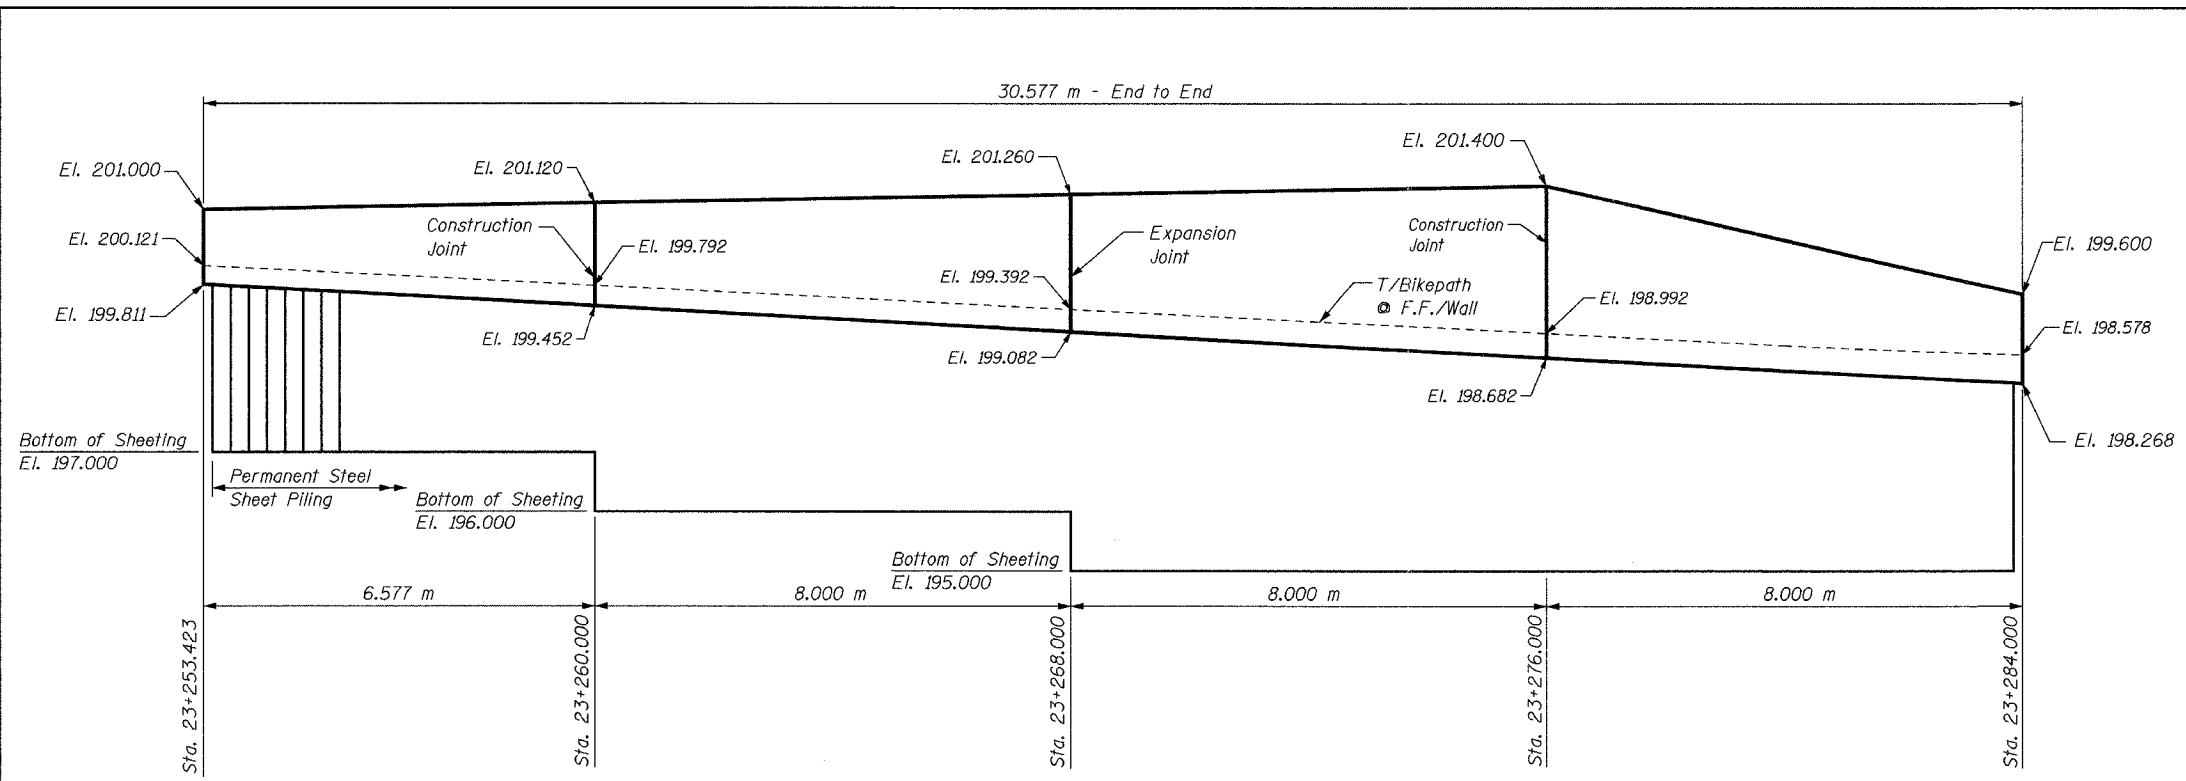 30.577 m - End to End
El. 201.000
El. 201.120
El. 201.260
El. 201.400
El. 200.121
Construction
Joint
El. 199.792
El. 199.392
Expansion
Joint
Construction
Joint
El. 199.600
T/Bikepath
@ F.F./Wall
El. 198.992
El. 198.578
El. 199.811
El. 199.452
El. 199.082
El. 198.682
El. 198.268
Bottom of Sheeting
El. 197.000
Permanent Steel
Sheet Piling
Bottom of Sheeting
El. 196.000
Bottom of Sheeting
El. 195.000
6.577 m
8.000 m
8.000 m
8.000 m
Sta. 23+253.423
Sta. 23+260.000
Sta. 23+268.000
Sta. 23+276.000
Sta. 23+284.000